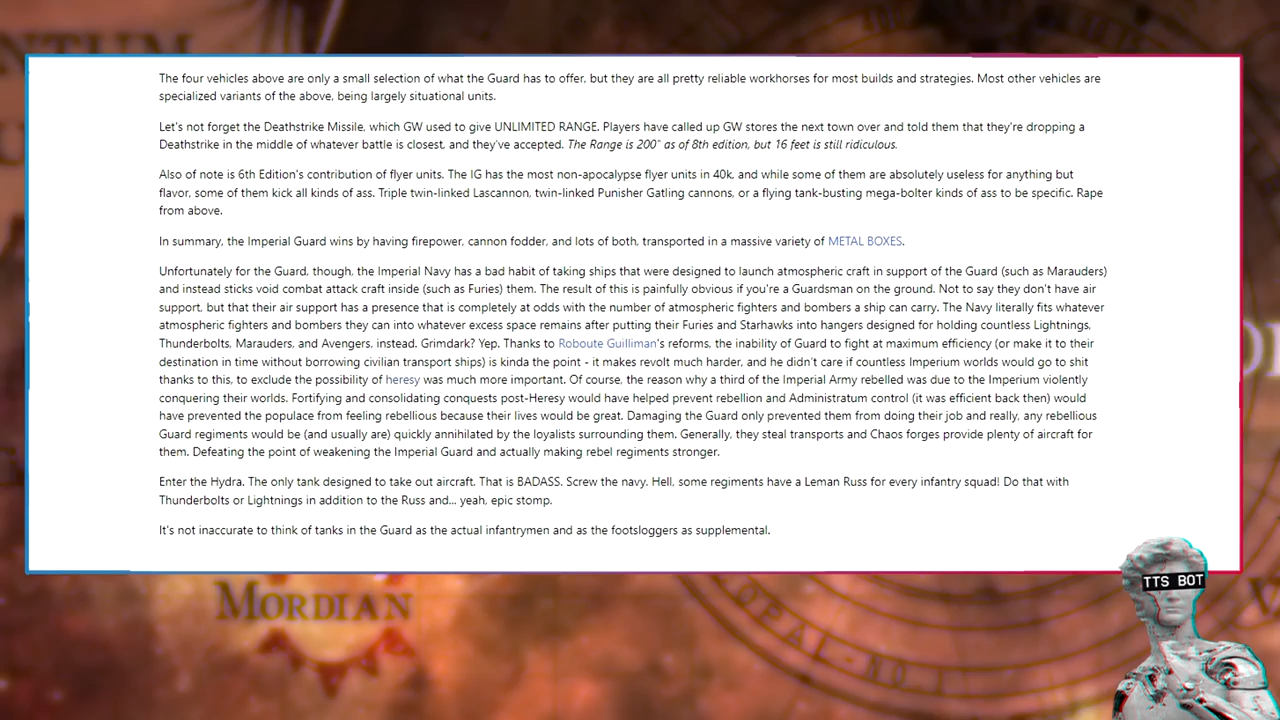 The four vehicles above are only a small selection of what the Guard has to offer, but they are all pretty reliable workhorses for most builds and strategies. Most other vehicles are
specialized variants of the above, being largely situational units.
Let's not forget the Deathstrike Missile, which GW used to give UNLIMITED RANGE. Players have called up GW stores the next town over and told them that they're dropping a
Deathstrike in the middle of whatever battle is closest, and they've accepted. The Range is 200" as of 8th edition, but 16 feet is still ridiculous.
Also of note is 6th Edition's contribution of flyer units. The IG has the most non-apocalypse flyer units in 40k, and while some of them are absolutely useless for anything but
flavor, some of them kick all kinds of ass. Triple twin-linked Lascannon, twin-linked Punisher Gatling cannons, or a flying tank-busting mega-bolter kinds of ass to be specific. Rape
from above.
In summary, the Imperial Guard wins by having firepower, cannon fodder, and lots of both, transported in a massive variety of METAL BOXES.
Unfortunately for the Guard, though, the Imperial Navy has a bad habit of taking ships that were designed to launch atmospheric craft in support of the Guard (such as Marauders)
and instead sticks void combat attack craft inside (such as Furies) them. The result of this is painfully obvious if you're a Guardsman on the ground. Not to say they don't have air
support, but that their air support has a presence that is completely at odds with the number of atmospheric fighters and bombers a ship can carry. The Navy literally fits whatever
atmospheric fighters and bombers they can into whatever excess space remains after putting their Furies and Starhawks into hangers designed for holding countless Lightnings,
Thunderbolts, Marauders, and Avengers, instead. Grimdark? Yep. Thanks to Roboute Guilliman's reforms, the inability of Guard to fight at maximum efficiency (or make it to their
destination in time without borrowing civilian transport ships) is kinda the point - it makes revolt much harder, and he didn't care if countless Imperium worlds would go to shit
thanks to this, to exclude the possibility of heresy was much more important. Of course, the reason why a third of the Imperial Army rebelled was due to the Imperium violently
conquering their worlds. Fortifying and consolidating conquests post-Heresy would have helped prevent rebellion and Administratum control (it was efficient back then) would
have prevented the populace from feeling rebellious because their lives would be great. Damaging the Guard only prevented them from doing their job and really, any rebellious
Guard regiments would be (and usually are) quickly annihilated by the loyalists surrounding them. Generally, they steal transports and Chaos forges provide plenty of aircraft for
them. Defeating the point of weakening the Imperial Guard and actually making rebel regiments stronger.
Enter the Hydra. The only tank designed to take out aircraft. That is BADASS. Screw the navy. Hell, some regiments have a Leman Russ for every infantry squad! Do that with
Thunderbolts or Lightnings in addition to the Russ and... yeah, epic stomp.
It's not inaccurate to think of tanks in the Guard as the actual infantrymen and as the footsloggers as supplemental.
TTS BOT
MORDIAN